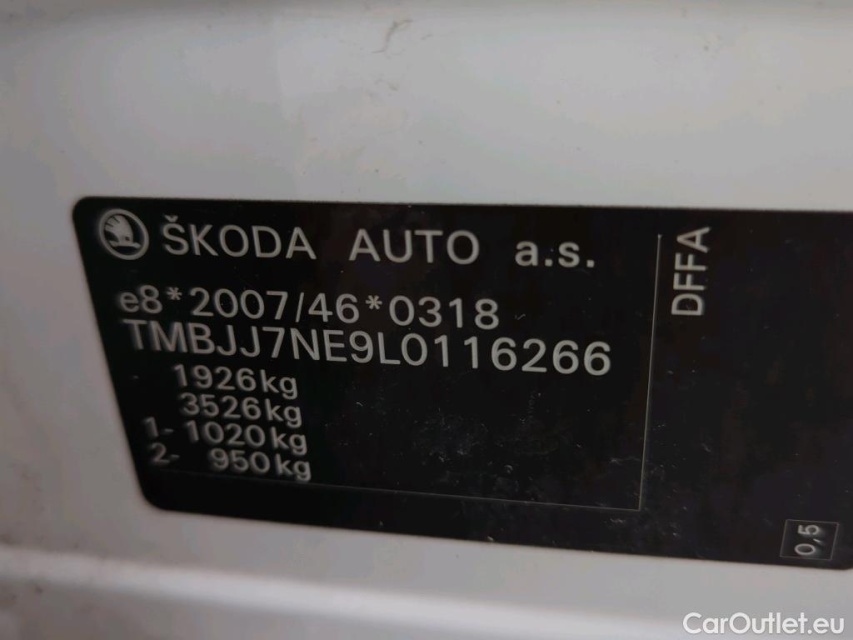 ŠKODA AUTO a.s.
e8*2007/46*0318
TMBJJ7NE9L0116266
1926kg
3526kg
1- 1020kg
2- 950kg
DFFA
0,5
CarOutlet.eu